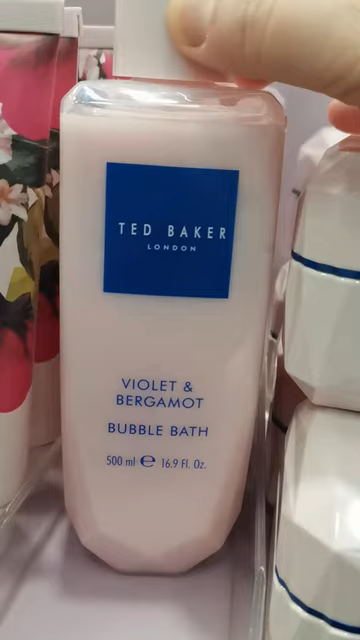 TED BAKER
LONDON
VIOLET &
BERGAMOT
BUBBLE BATH
500 ml ℮ 16.9 Fl. Oz.